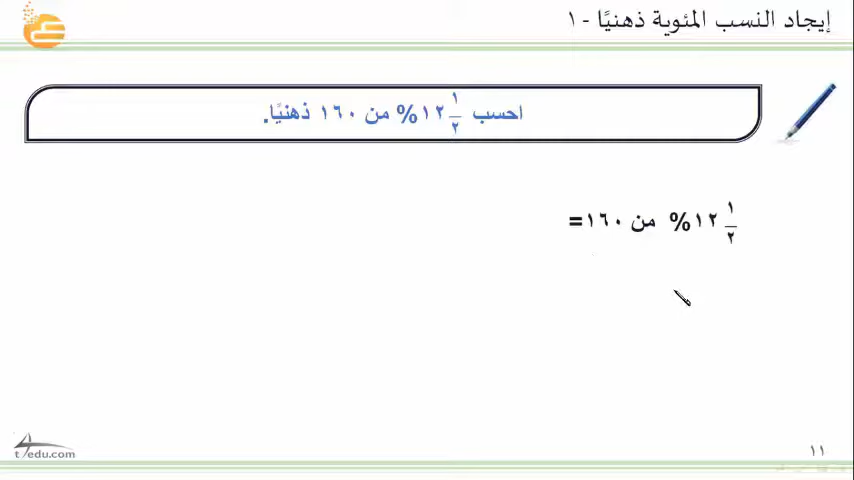 إيجاد النسب المئوية ذهنيًا - ١
احسب ١٢ ١/٢ % من ١٦٠ ذهنيًا.
١٢ ١/٢ % من ١٦٠ =
t4edu.com
١١